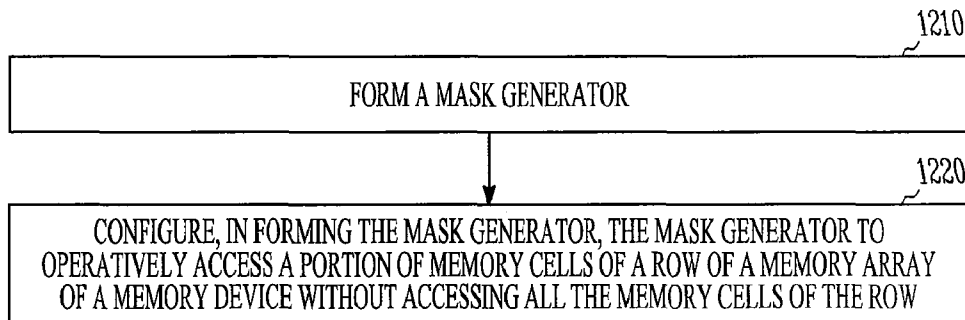 1210
FORM A MASK GENERATOR
1220
CONFIGURE, IN FORMING THE MASK GENERATOR, THE MASK GENERATOR TO
OPERATIVELY ACCESS A PORTION OF MEMORY CELLS OF A ROW OF A MEMORY ARRAY
OF A MEMORY DEVICE WITHOUT ACCESSING ALL THE MEMORY CELLS OF THE ROW